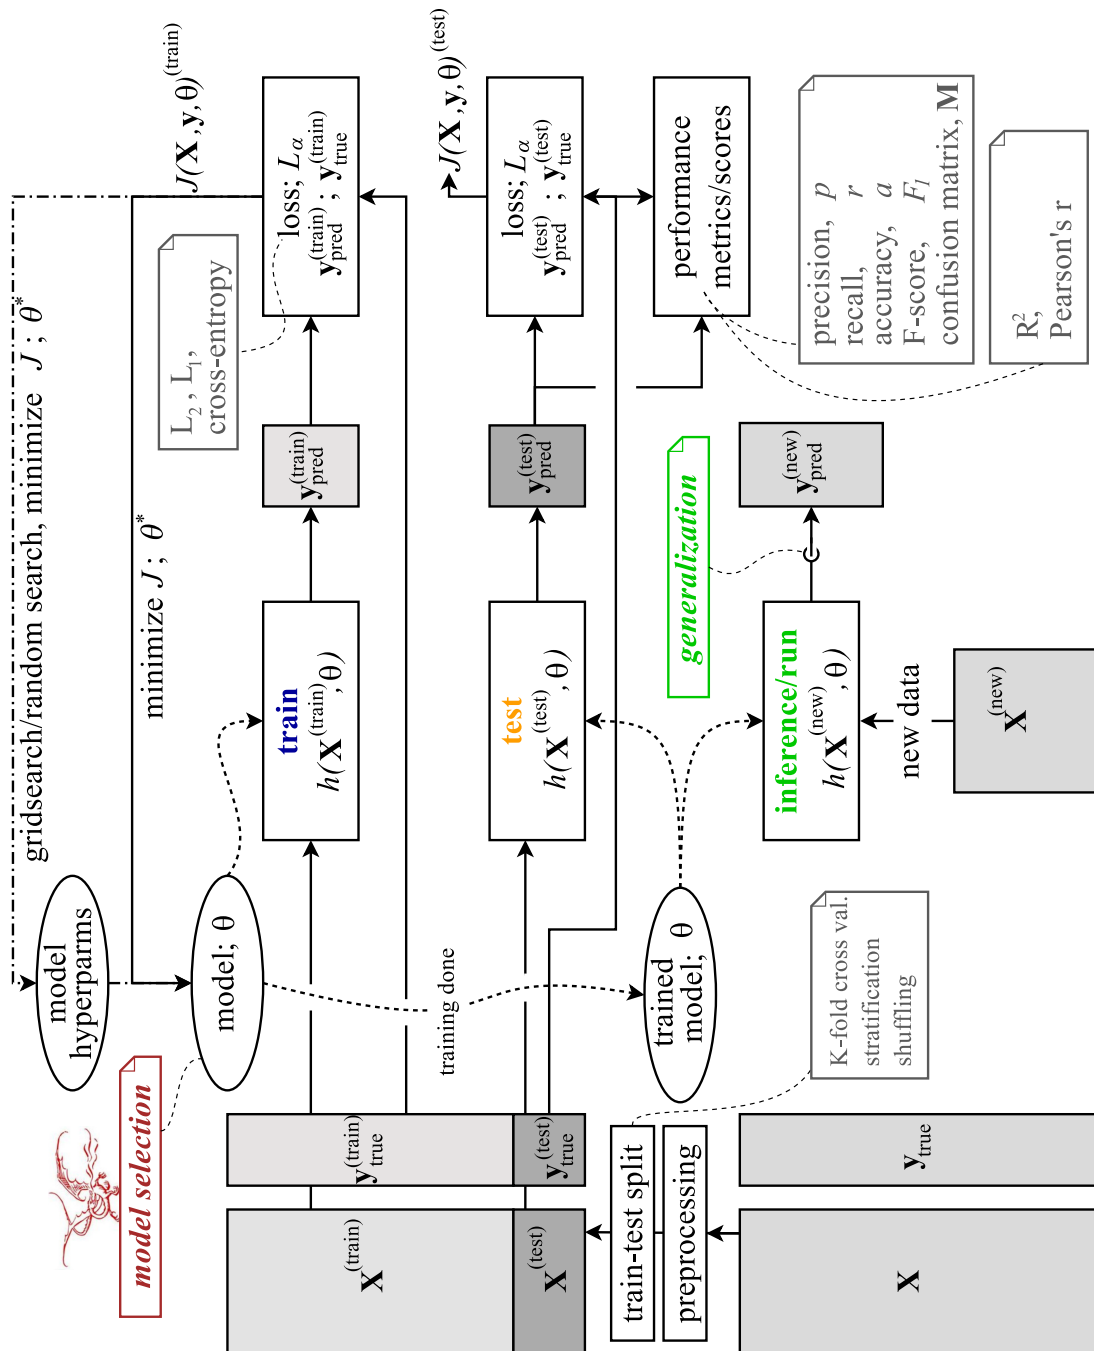 gridsearch/random search, minimize J ; θ*
minimize J ; θ*
J(X,y,θ)(train)
J(X,y,θ)(test)
model
hyperparms
model; θ
model selection
L2 , L1,
cross-entropy
train
h(X(train),θ)
y(train)pred
loss; Lα
y(train)pred ; y(train)true
test
h(X(test),θ)
y(test)pred
loss; Lα
y(test)pred ; y(test)true
performance
metrics/scores
precision, p
recall, r
accuracy, a
F-score, F1
confusion matrix, M
R2,
Pearson's r
training done
trained
model; θ
generalization
inference/run
h(X(new),θ)
y(new)pred
new data
X(new)
X(train)
y(train)true
X(test)
y(test)true
train-test split
preprocessing
K-fold cross val.
stratification
shuffling
X
ytrue